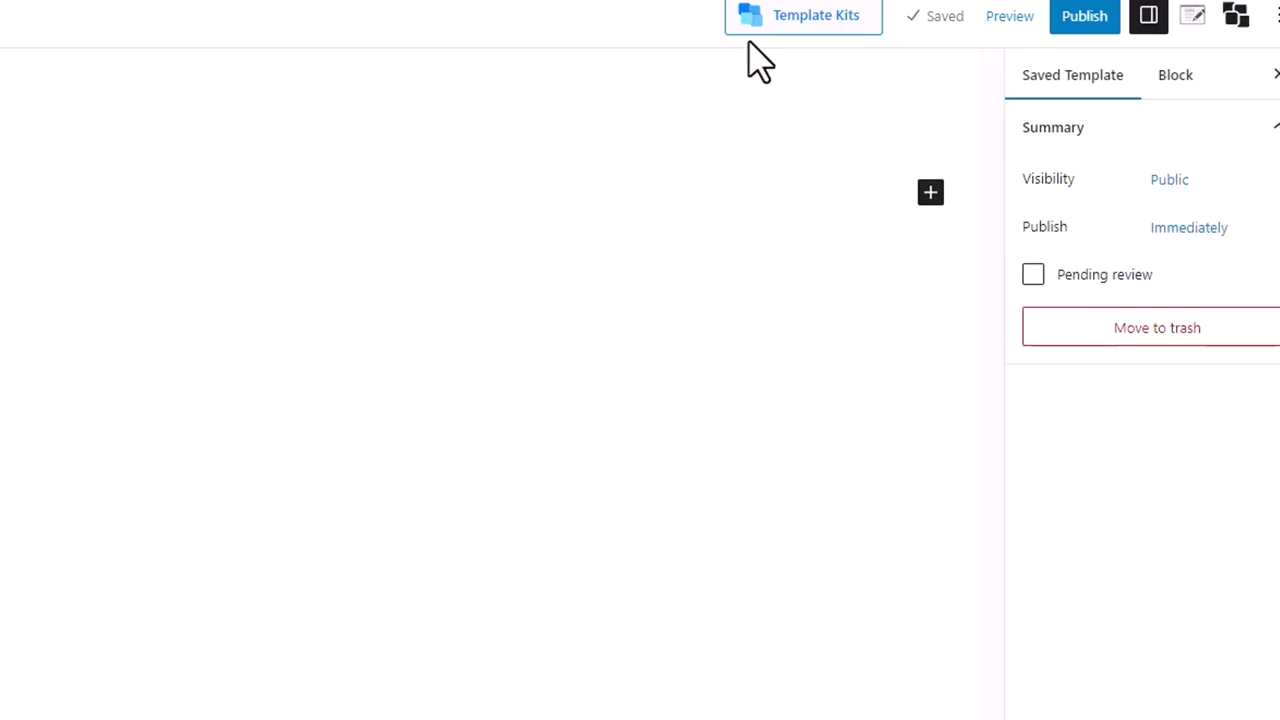 Template Kits
Saved
Preview
Publish
Saved Template
Block
Summary
Visibility
Public
Publish
Immediately
Pending review
Move to trash